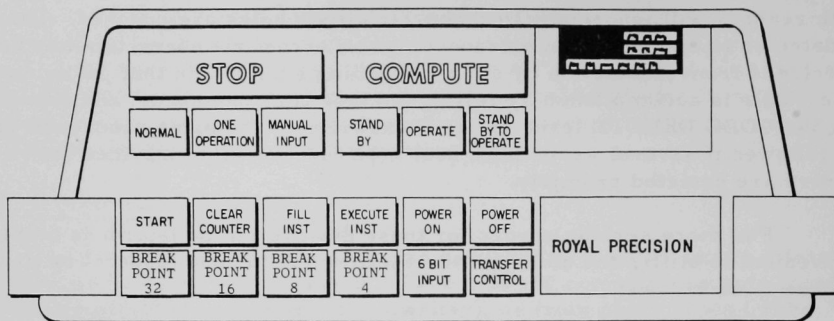 STOP COMPUTE
NORMAL ONE OPERATION MANUAL INPUT STAND BY OPERATE STAND BY TO OPERATE
START CLEAR COUNTER FILL INST EXECUTE INST POWER ON POWER OFF
ROYAL PRECISION
BREAK POINT 32 BREAK POINT 16 BREAK POINT 8 BREAK POINT 4 6 BIT INPUT TRANSFER CONTROL